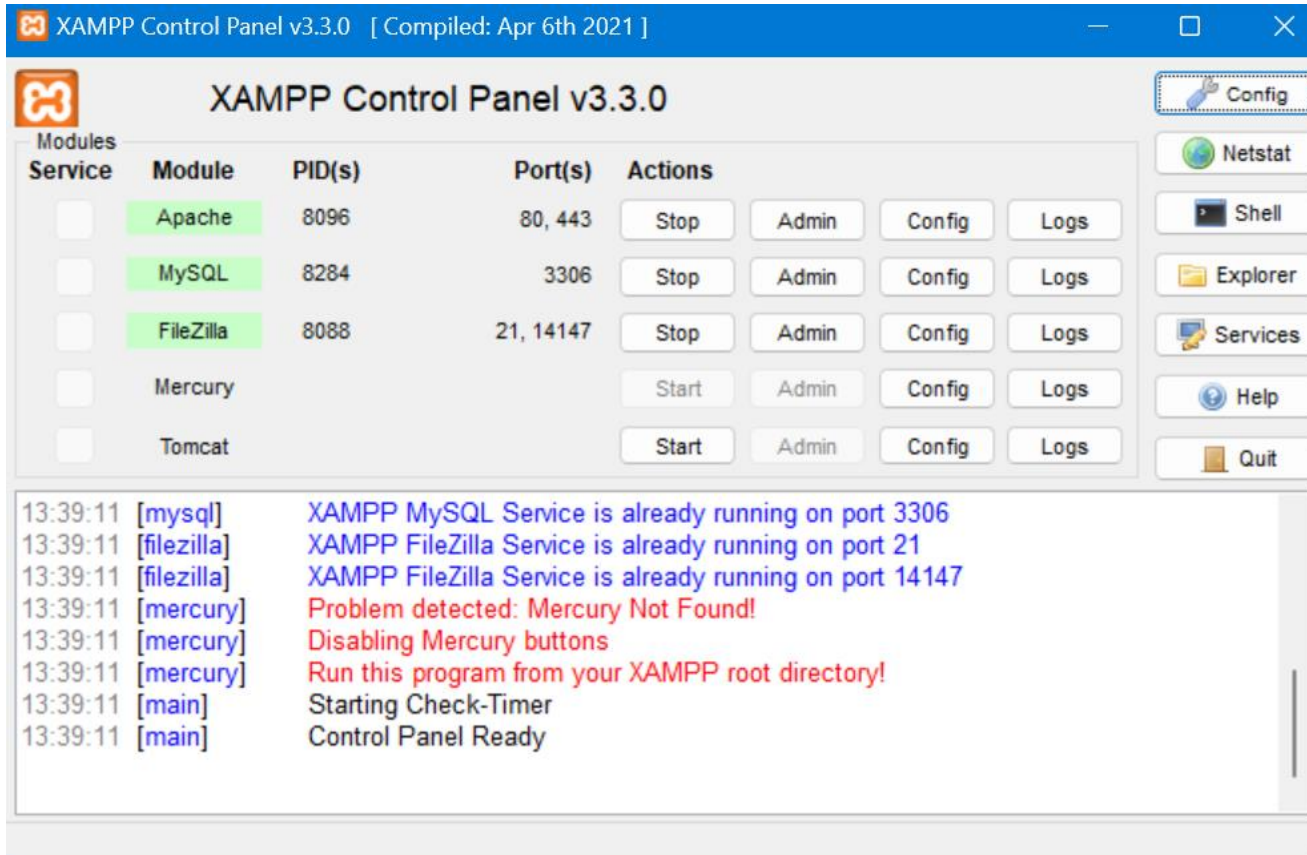 XAMPP Control Panel v3.3.0 [ Compiled: Apr 6th 2021 ]
XAMPP Control Panel v3.3.0
Config
Modules
Netstat
Service Module PID(s) Port(s) Actions
Apache 8096 80, 443 Stop Admin Config Logs
Shell
MySQL 8284 3306 Stop Admin Config Logs
Explorer
FileZilla 8088 21, 14147 Stop Admin Config Logs
Services
Mercury Start Admin Config Logs
Help
Tomcat Start Admin Config Logs
Quit
13:39:11 [mysql] XAMPP MySQL Service is already running on port 3306
13:39:11 [filezilla] XAMPP FileZilla Service is already running on port 21
13:39:11 [filezilla] XAMPP FileZilla Service is already running on port 14147
13:39:11 [mercury] Problem detected: Mercury Not Found!
13:39:11 [mercury] Disabling Mercury buttons
13:39:11 [mercury] Run this program from your XAMPP root directory!
13:39:11 [main] Starting Check-Timer
13:39:11 [main] Control Panel Ready